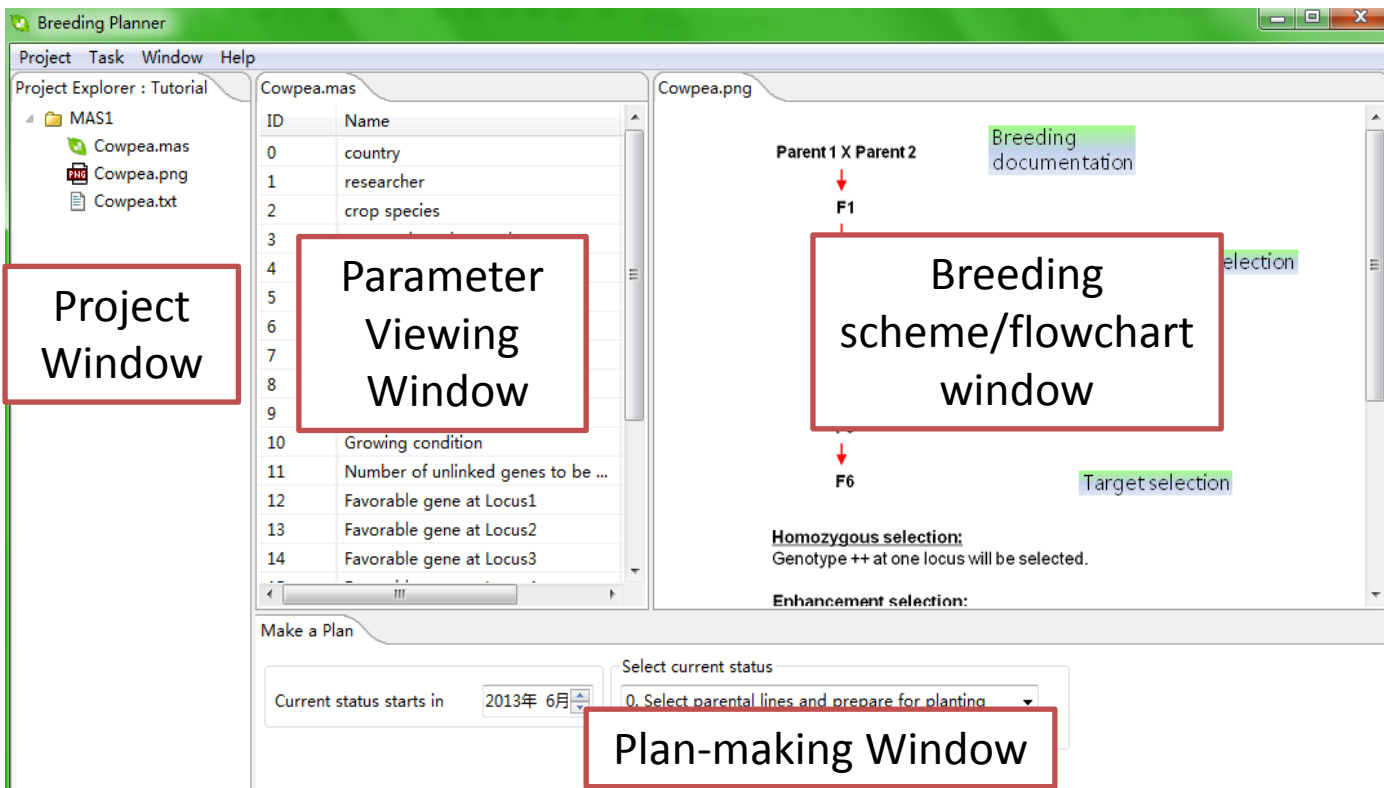 Breeding Planner
Project Task Window Help
Project Explorer : Tutorial
MAS1
Cowpea.mas
Cowpea.png
Cowpea.txt
Project
Window
Cowpea.mas
ID Name
0 country
1 researcher
2 crop species
3
4
5
6
7
8
9
10 Growing condition
11 Number of unlinked genes to be ...
12 Favorable gene at Locus1
13 Favorable gene at Locus2
14 Favorable gene at Locus3
Parameter
Viewing
Window
Cowpea.png
Parent 1 X Parent 2
Breeding
documentation
F1
election
Breeding
scheme/flowchart
window
F6
Target selection
Homozygous selection:
Genotype ++ at one locus will be selected.
Enhancement selection:
Make a Plan
Current status starts in 2013年 6月
Select current status
0. Select parental lines and prepare for planting
Plan-making Window